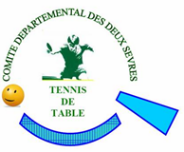 COMITE DEPARTEMENTAL DES DEUX SEVRES
TENNIS
DE
TABLE